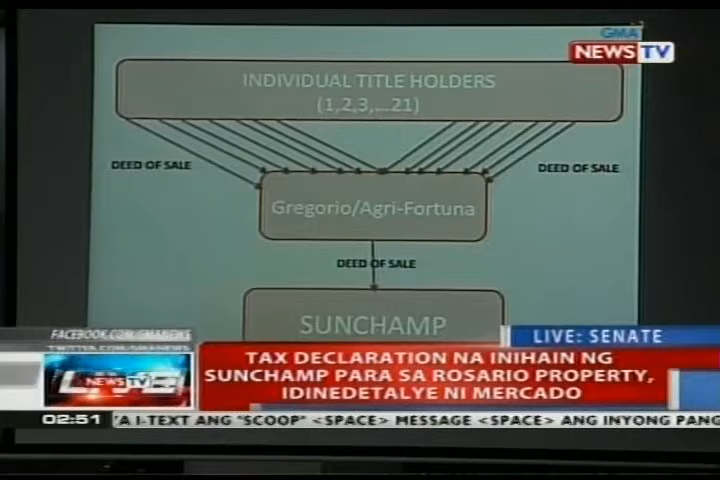 GMA
NEWS TV
INDIVIDUAL TITLE HOLDERS
(1,2,3,...21)
DEED OF SALE
DEED OF SALE
Gregorio/Agri-Fortuna
DEED OF SALE
SUNCHAMP
FACEBOOK.COM/GMANEWS
TWITTER.COM/GMANEWS
LIVE: SENATE
NEWS TV
TAX DECLARATION NA INIHAIN NG
SUNCHAMP PARA SA ROSARIO PROPERTY,
IDINEDETALYE NI MERCADO
02:51
'A I-TEXT ANG "SCOOP" <SPACE> MESSAGE <SPACE> ANG INYONG PANG